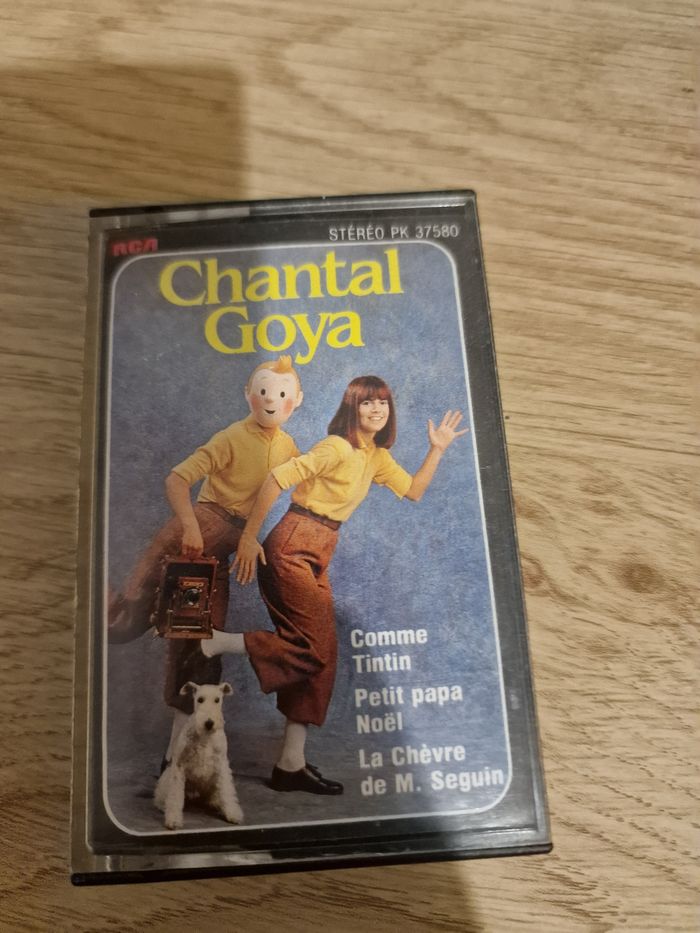 RCA
STÉRÉO PK 37580
Chantal
Goya
Comme
Tintin
Petit papa
Noël
La Chèvre
de M. Seguin